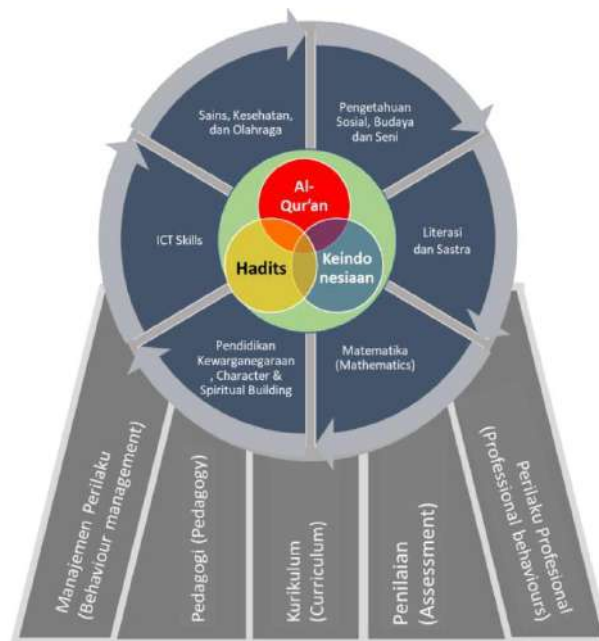 Sains, Kesehatan,
dan Olahraga
Pengetahuan
Sosial, Budaya
dan Seni
Al-
Qur'an
ICT Skills
Hadits
Keindo
nesiaan
Literasi
dan Sastra
Pendidikan
Kewarganegaraan
, Character &
Spiritual Building
Matematika
(Mathematics)
Manajemen Perilaku
(Behaviour management)
Pedagogi (Pedagogy)
Kurikulum
(Curriculum)
Penilaian
(Assessment)
Perilaku Profesional
(Professional behaviours)